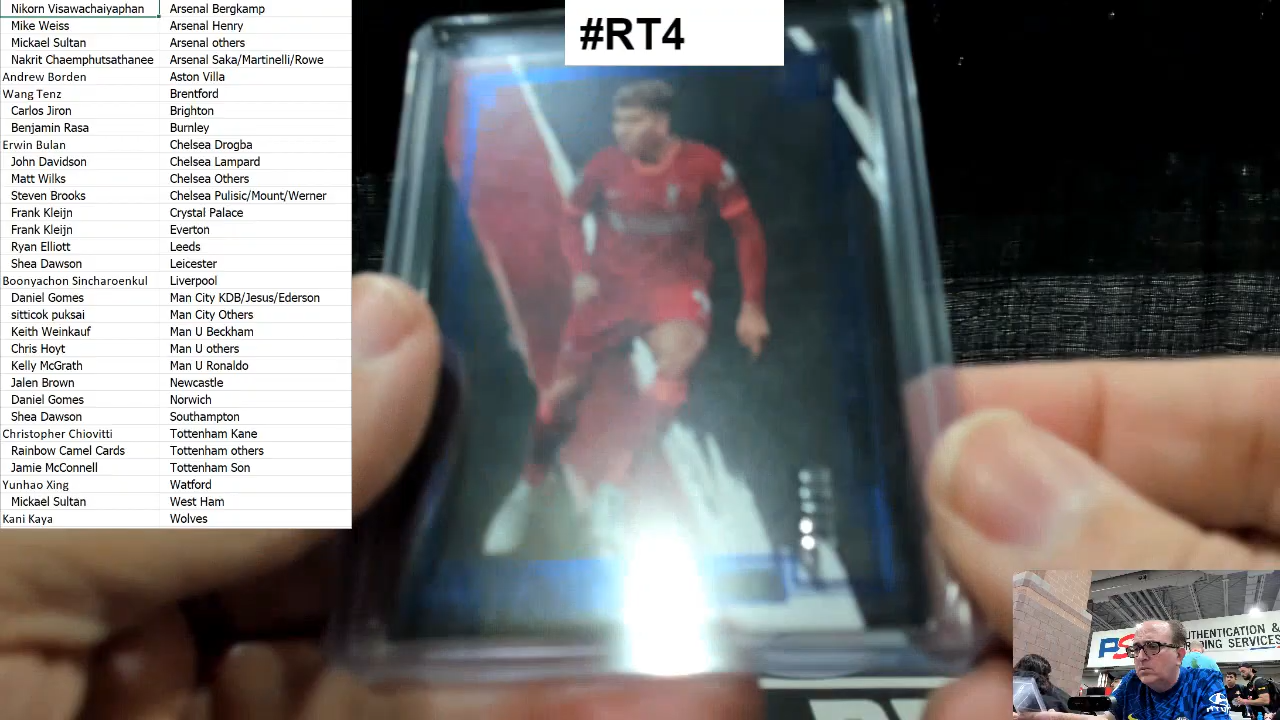 #RT4
Nikorn Visawachaiyaphan Arsenal Bergkamp
Mike Weiss Arsenal Henry
Mickael Sultan Arsenal others
Nakrit Chaemphutsathanee Arsenal Saka/Martinelli/Rowe
Andrew Borden Aston Villa
Wang Tenz Brentford
Carlos Jiron Brighton
Benjamin Rasa Burnley
Erwin Bulan Chelsea Drogba
John Davidson Chelsea Lampard
Matt Wilks Chelsea Others
Steven Brooks Chelsea Pulisic/Mount/Werner
Frank Kleijn Crystal Palace
Frank Kleijn Everton
Ryan Elliott Leeds
Shea Dawson Leicester
Boonyachon Sincharoenkul Liverpool
Daniel Gomes Man City KDB/Jesus/Ederson
sitticok puksai Man City Others
Keith Weinkauf Man U Beckham
Chris Hoyt Man U others
Kelly McGrath Man U Ronaldo
Jalen Brown Newcastle
Daniel Gomes Norwich
Shea Dawson Southampton
Christopher Chiovitti Tottenham Kane
Rainbow Camel Cards Tottenham others
Jamie McConnell Tottenham Son
Yunhao Xing Watford
Mickael Sultan West Ham
Kani Kaya Wolves